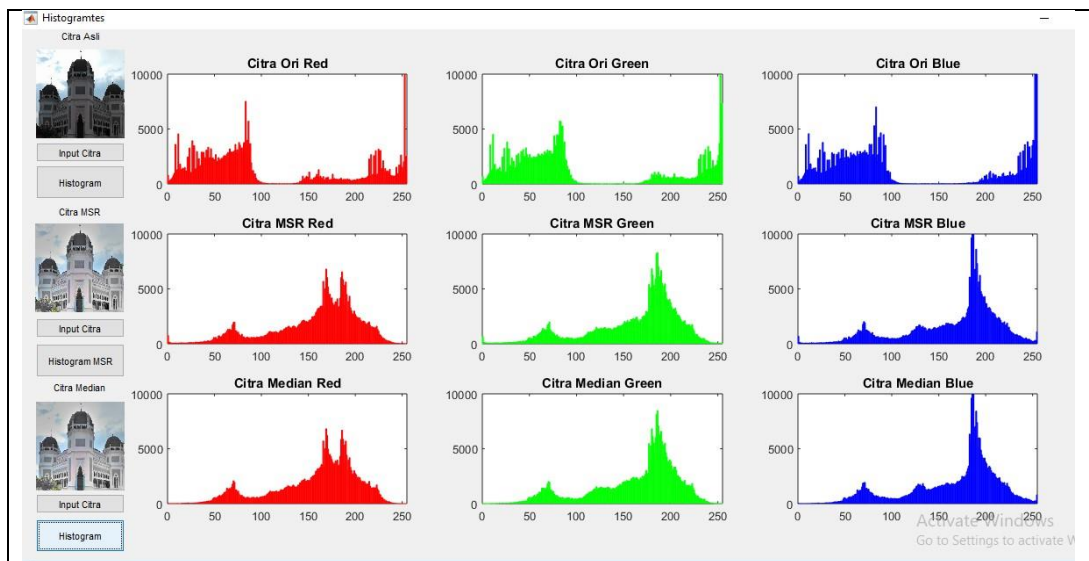 Histogramtes
Citra Asli
Input Citra
Histogram
Citra MSR
Input Citra
Histogram MSR
Citra Median
Input Citra
Histogram
Citra Ori Red
10000
5000
0
0 50 100 150 200 250
Citra Ori Green
10000
5000
0
0 50 100 150 200 250
Citra Ori Blue
10000
5000
0
0 50 100 150 200 250
Citra MSR Red
10000
5000
0
0 50 100 150 200 250
Citra MSR Green
10000
5000
0
0 50 100 150 200 250
Citra MSR Blue
10000
5000
0
0 50 100 150 200 250
Citra Median Red
10000
5000
0
0 50 100 150 200 250
Citra Median Green
10000
5000
0
0 50 100 150 200 250
Citra Median Blue
10000
5000
0
0 50 100 150 200 250
Activate Windows
Go to Settings to activate W